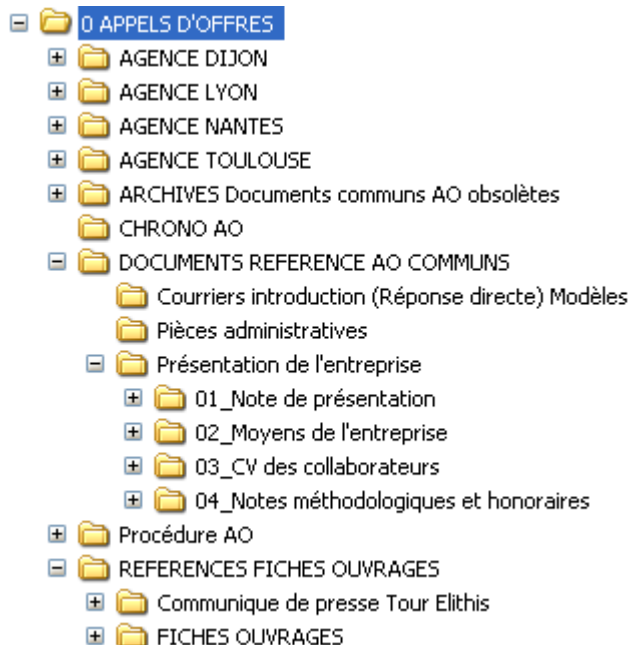 0 APPELS D'OFFRES
AGENCE DIJON
AGENCE LYON
AGENCE NANTES
AGENCE TOULOUSE
ARCHIVES Documents communs AO obsolètes
CHRONO AO
DOCUMENTS REFERENCE AO COMMUNS
Courriers introduction (Réponse directe) Modèles
Pièces administratives
Présentation de l'entreprise
01_Note de présentation
02_Moyens de l'entreprise
03_CV des collaborateurs
04_Notes méthodologiques et honoraires
Procédure AO
REFERENCES FICHES OUVRAGES
Communique de presse Tour Elithis
FICHES OUVRAGES